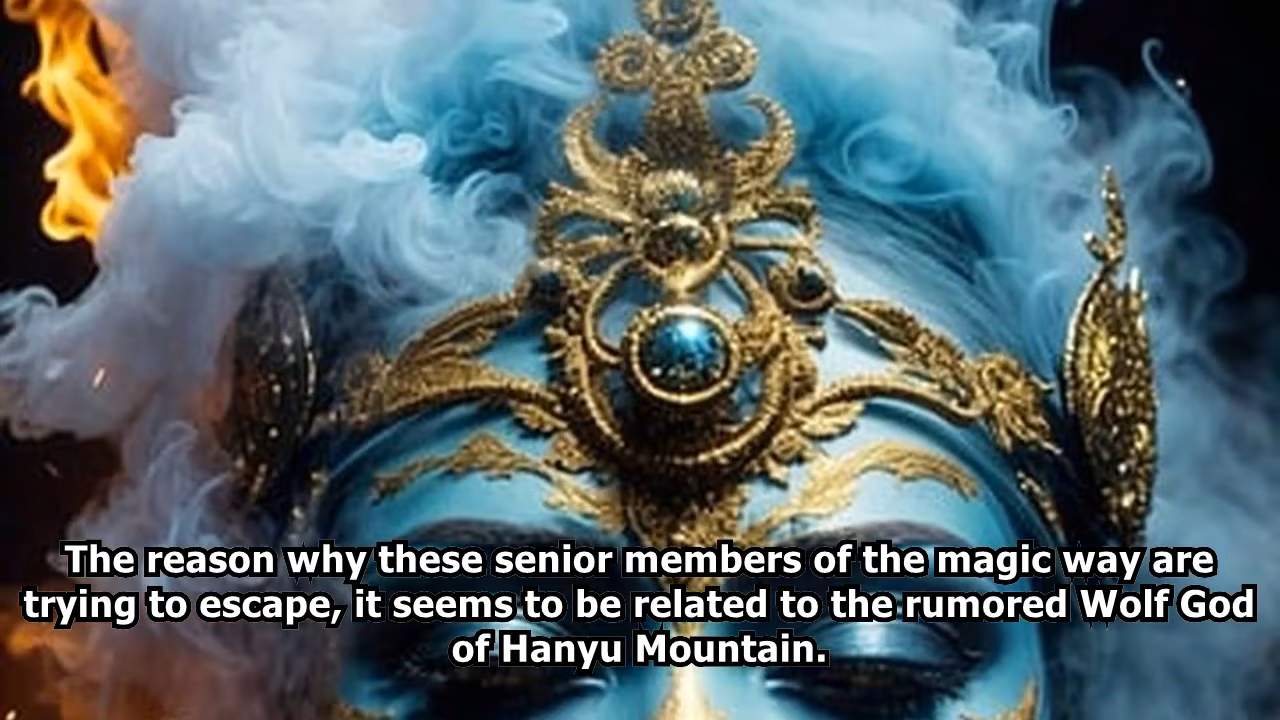 The reason why these senior members of the magic way are
trying to escape, it seems to be related to the rumored Wolf God
of Hanyu Mountain.